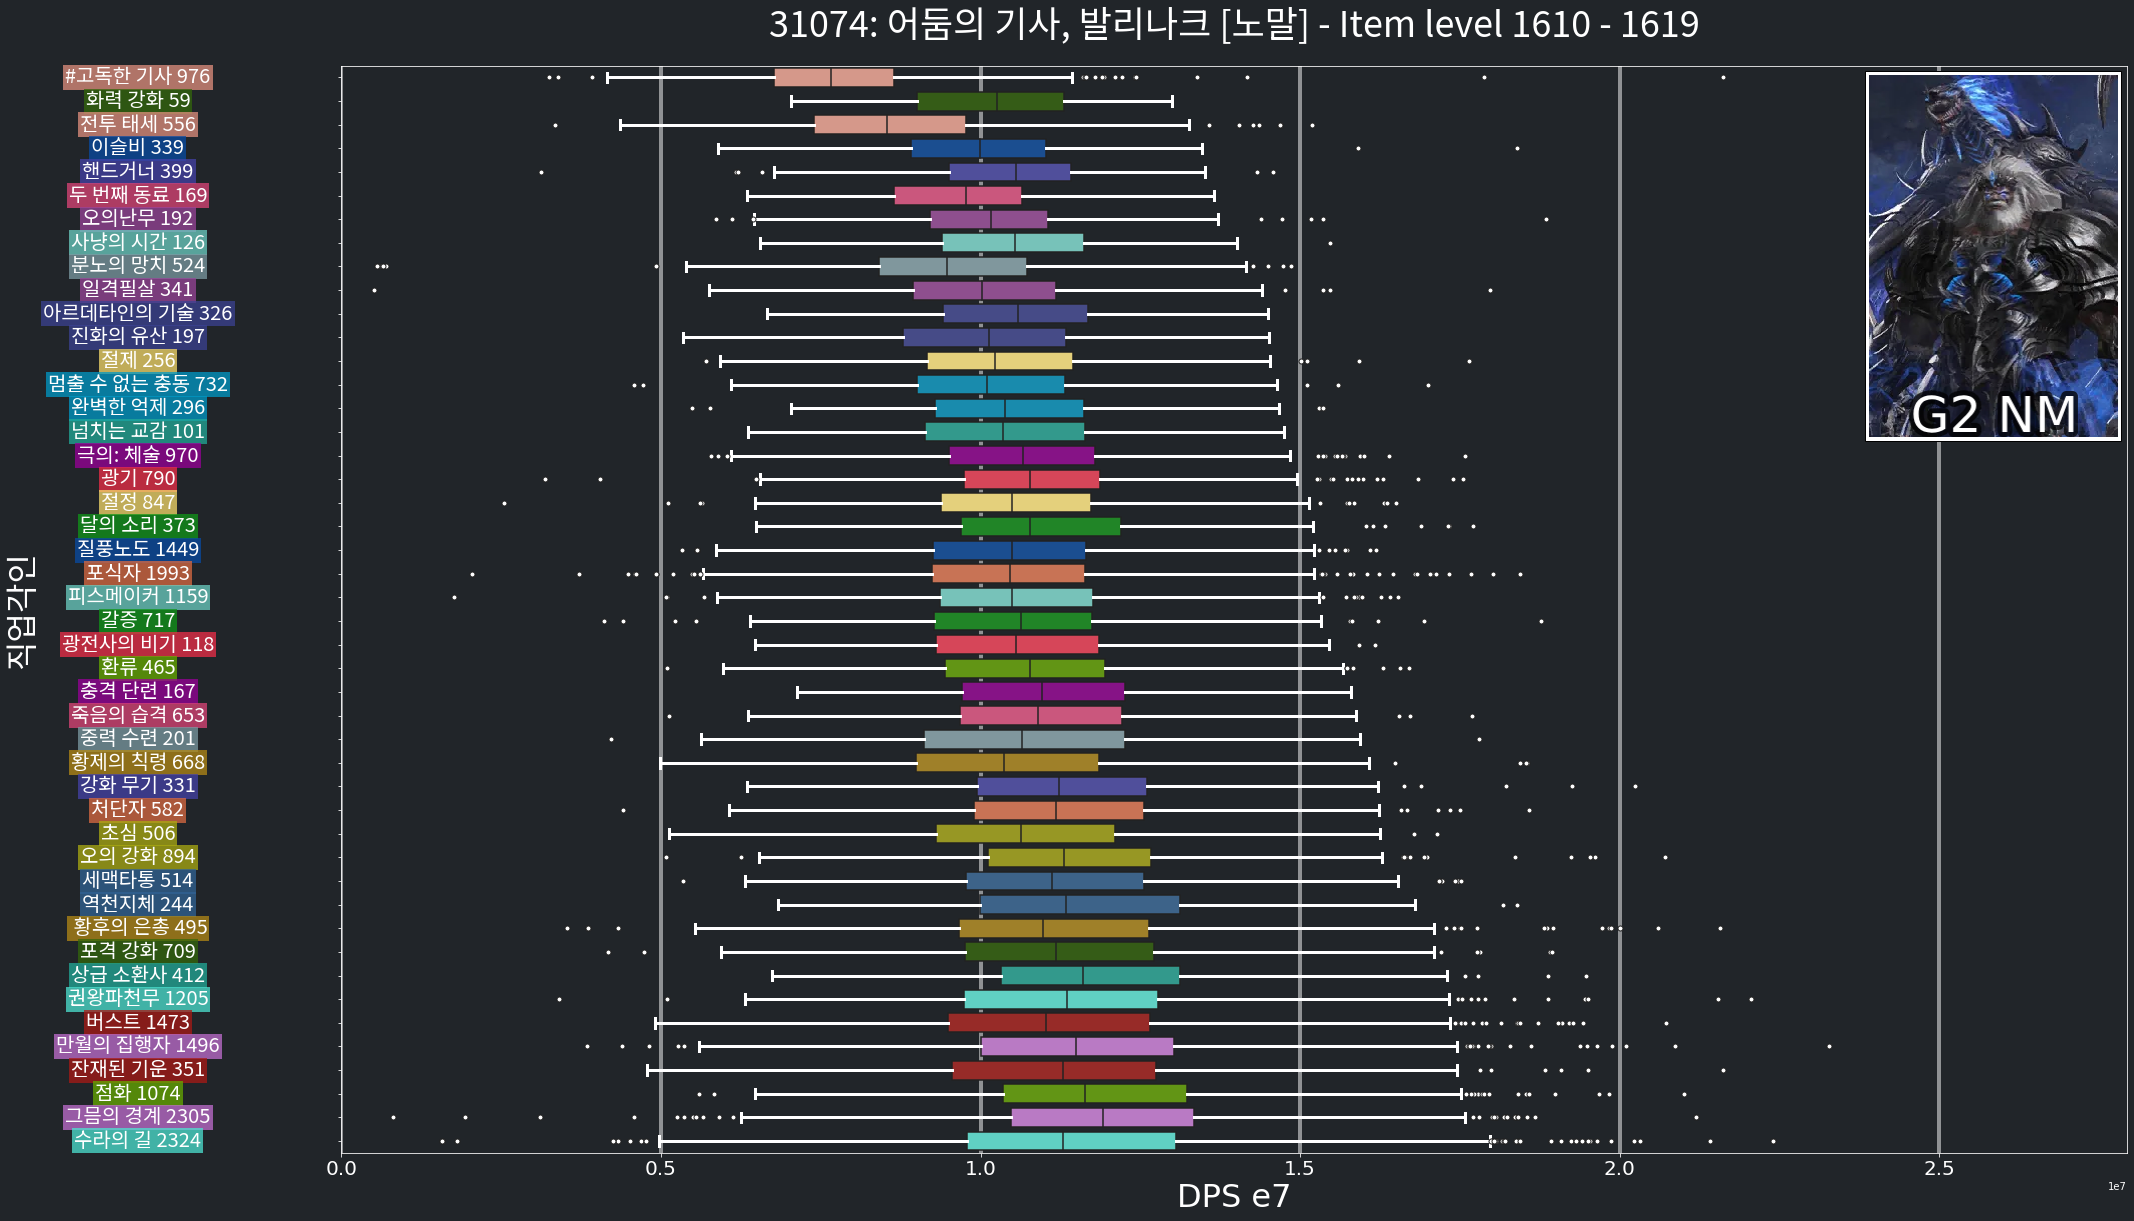 31074: 어둠의 기사, 발리나크 [노말] - Item level 1610 - 1619
#고독한 기사 976
화력 강화 59
전투 태세 556
이슬비 339
핸드거너 399
두 번째 동료 169
오의난무 192
사냥의 시간 126
분노의 망치 524
일격필살 341
아르데타인의 기술 326
진화의 유산 197
절제 256
멈출 수 없는 충동 732
완벽한 억제 296
넘치는 교감 101
극의: 체술 970
광기 790
절정 847
달의 소리 373
질풍노도 1449
포식자 1993
피스메이커 1159
갈증 717
광전사의 비기 118
환류 465
충격 단련 167
죽음의 습격 653
중력 수련 201
황제의 칙령 668
강화 무기 331
처단자 582
초심 506
오의 강화 894
세맥타통 514
역천지체 244
황후의 은총 495
포격 강화 709
상급 소환사 412
권왕파천무 1205
버스트 1473
만월의 집행자 1496
잔재된 기운 351
점화 1074
그믐의 경계 2305
수라의 길 2324
직업각인
G2 NM
0.0 0.5 1.0 1.5 2.0 2.5
DPS e7
1e7